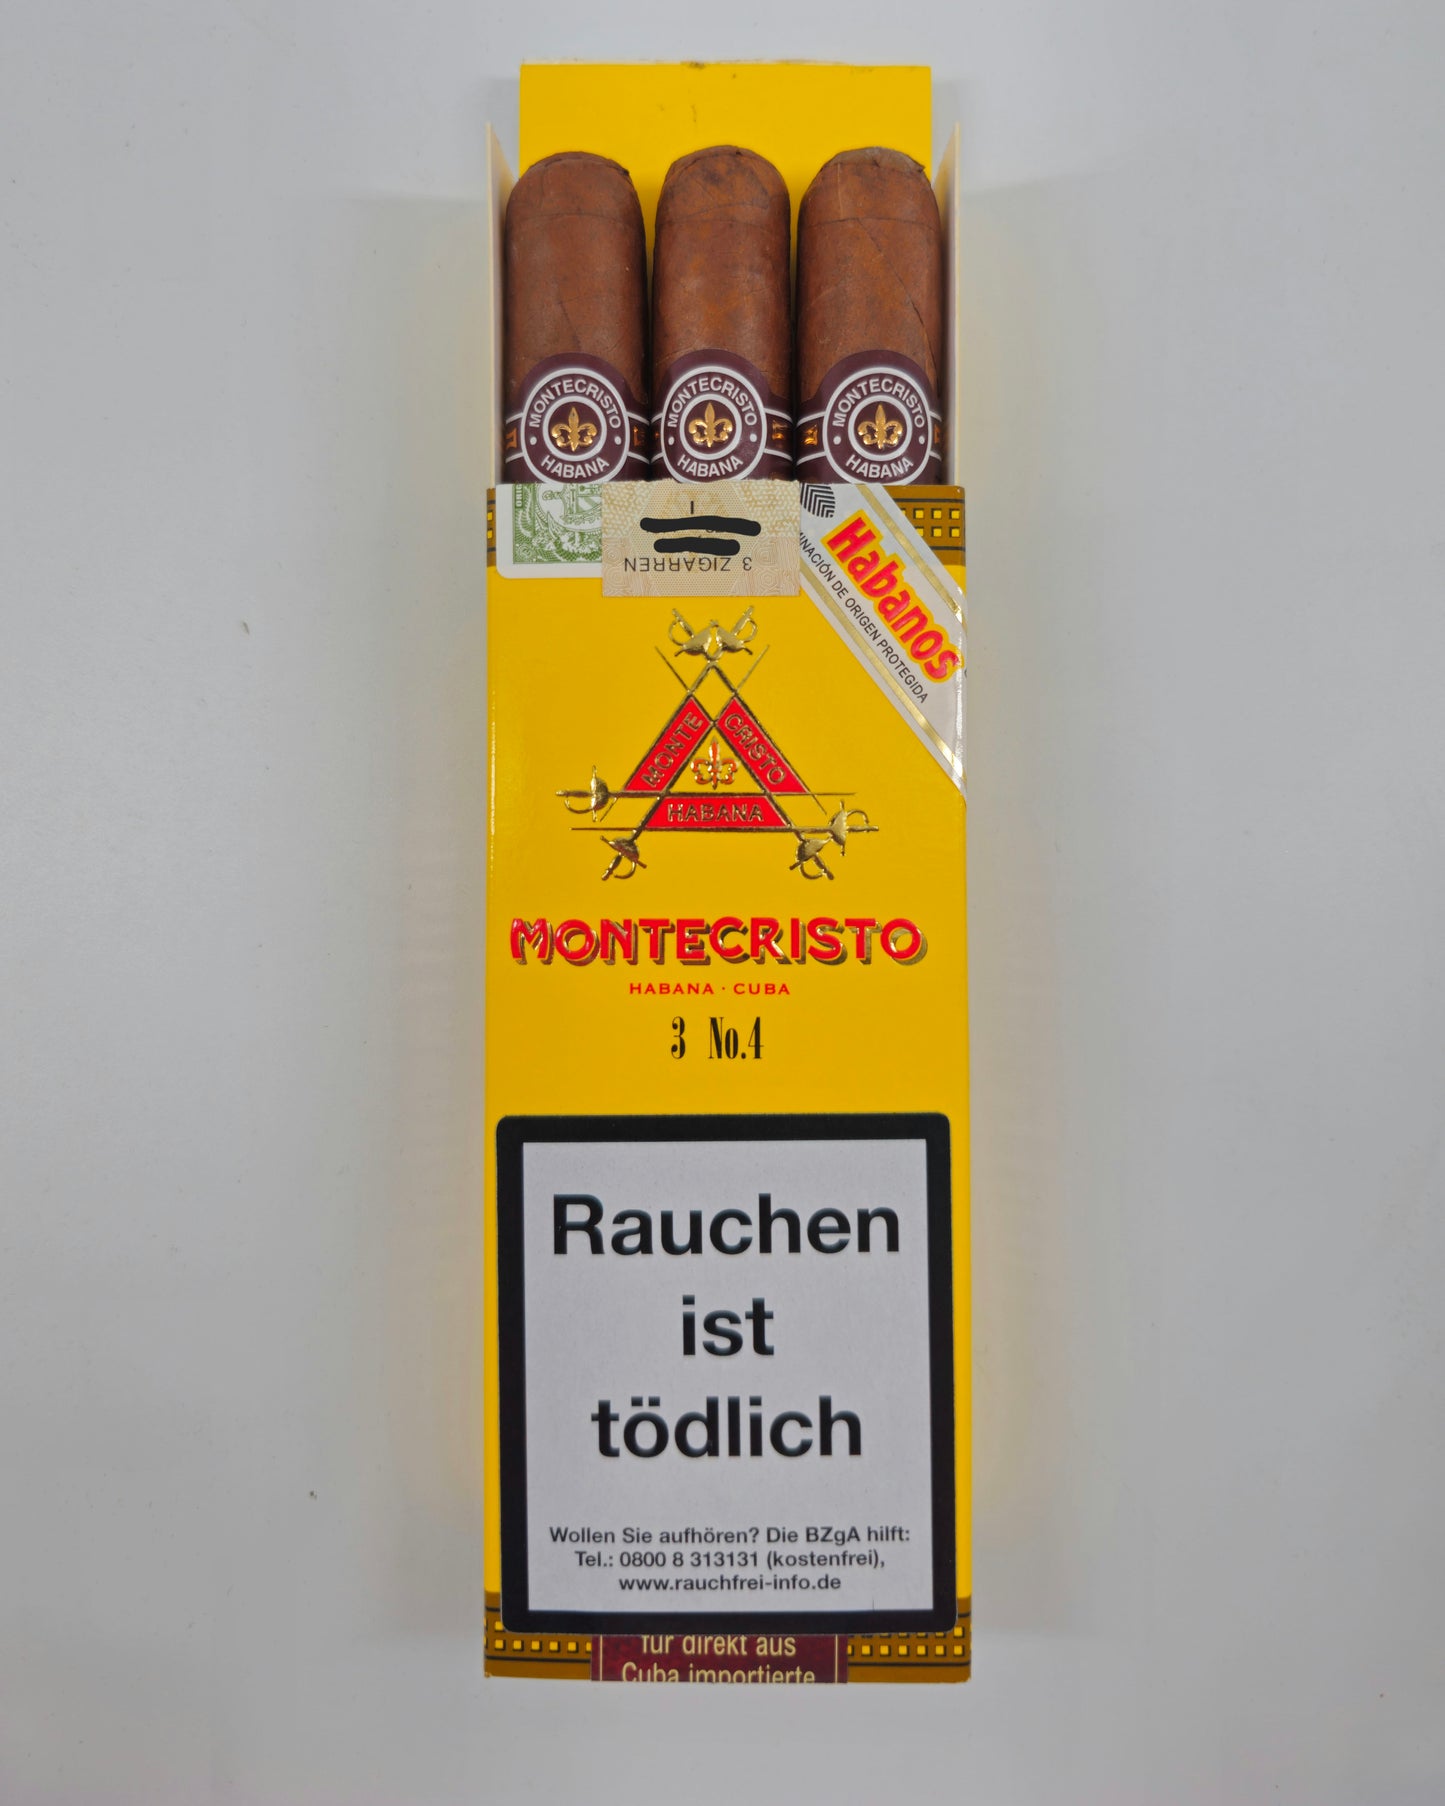 MONTECRISTO
HABANA
MONTECRISTO
HABANA
MONTECRISTO
HABANA
3 ZIGARREN
Habanos
DE ORIGEN PROTEGIDA
MONTE
CRISTO
HABANA
MONTECRISTO
HABANA · CUBA
3 No.4
Rauchen
ist
tödlich
Wollen Sie aufhören? Die BZgA hilft:
Tel.: 0800 8 313131 (kostenfrei),
www.rauchfrei-info.de
für direkt aus
Cuba importierte